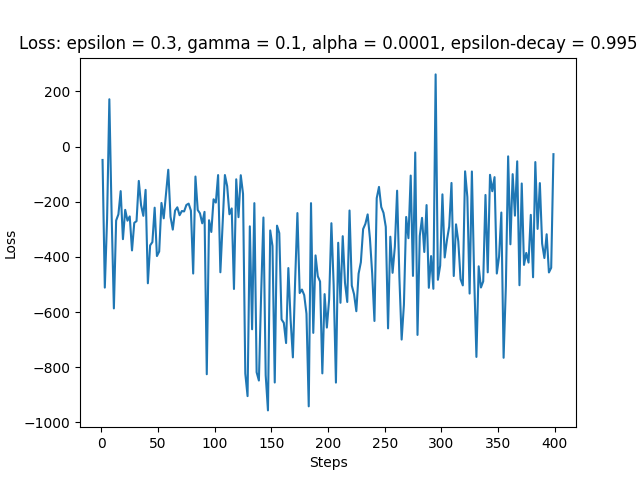 Loss: epsilon = 0.3, gamma = 0.1, alpha = 0.0001, epsilon-decay = 0.995
200
0
−200
−400
−600
−800
−1000
Loss
0 50 100 150 200 250 300 350 400
Steps